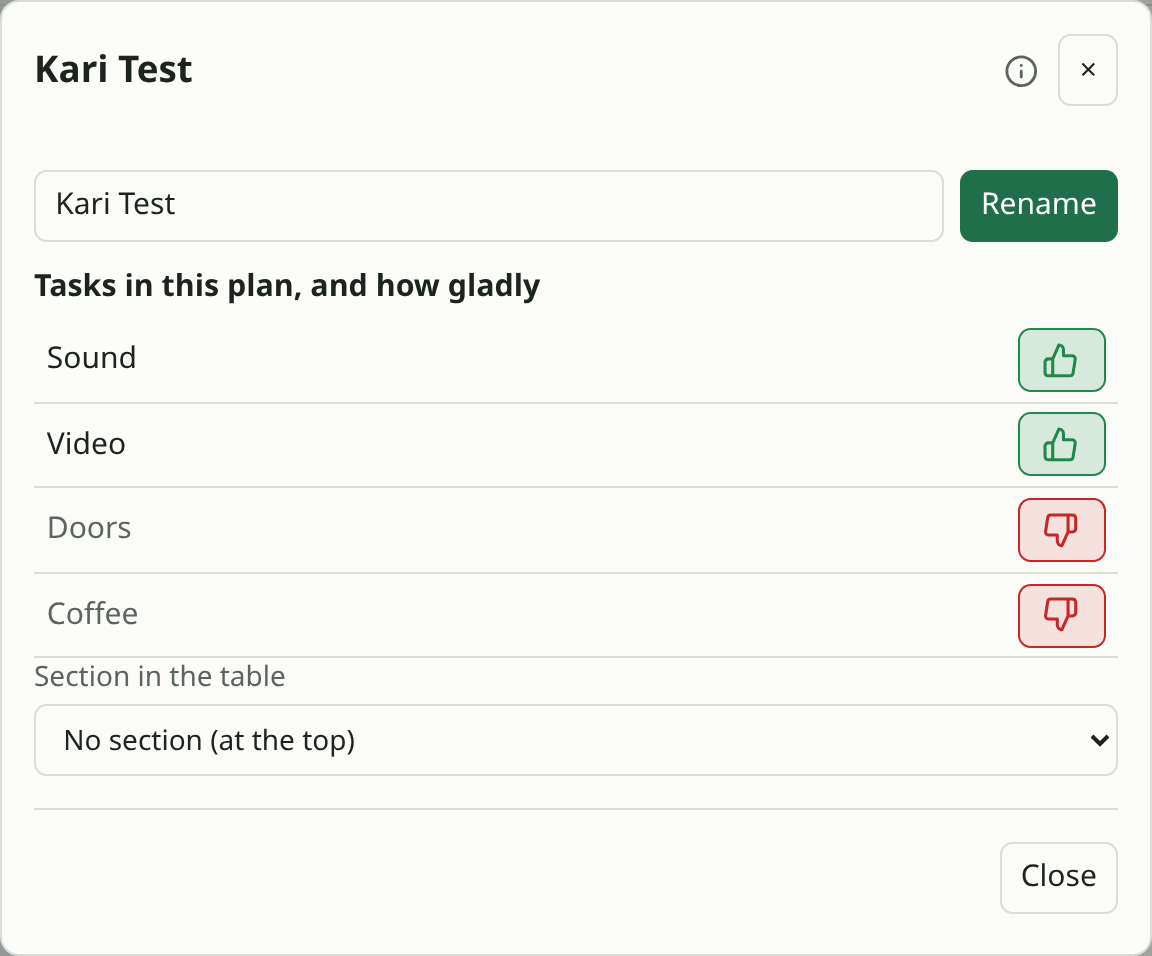 Kari Test
×
Kari Test
Rename
Tasks in this plan, and how gladly
Sound
Video
Doors
Coffee
Section in the table
No section (at the top)
Close